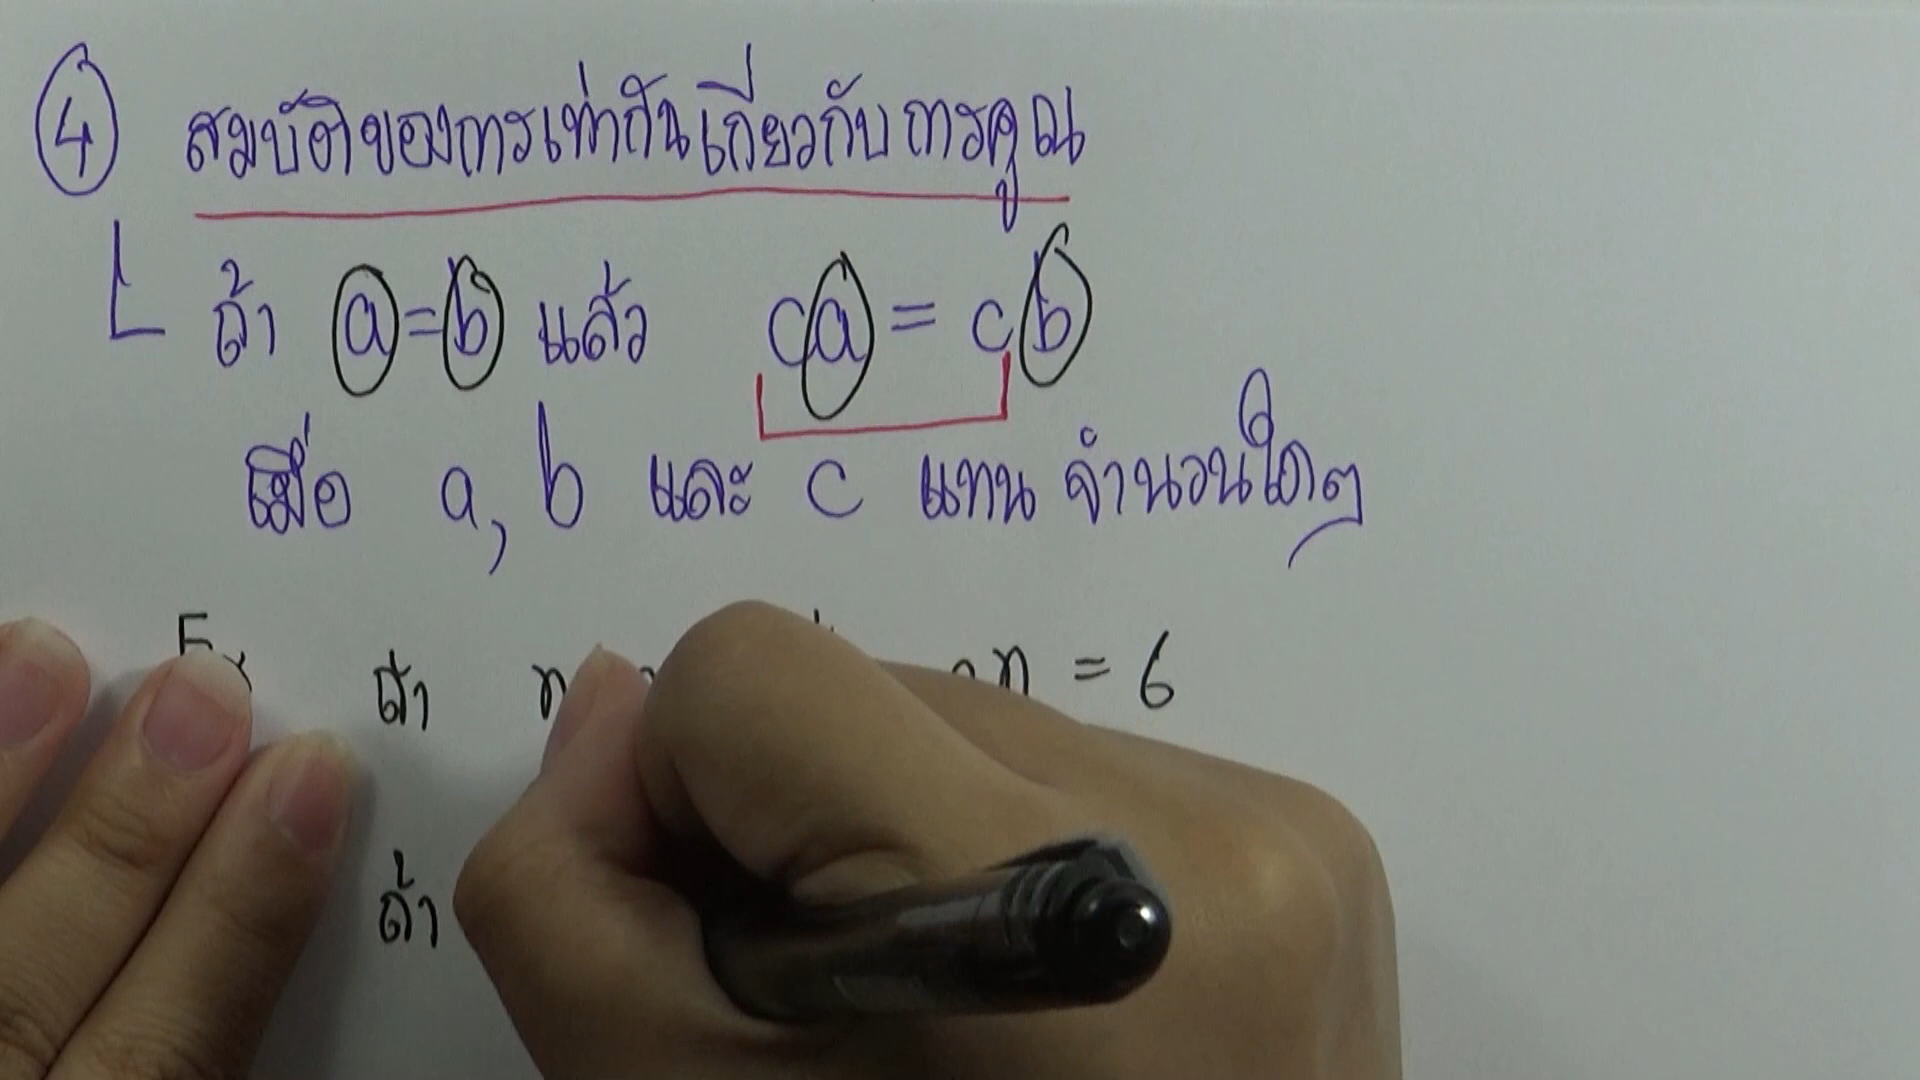 4 สมบัติของการเท่ากันเกี่ยวกับการคูณ
ถ้า a = b แล้ว ca = cb
เมื่อ a, b และ c แทน จำนวนใดๆ
Ex ถ้า n n = 6
ถ้า